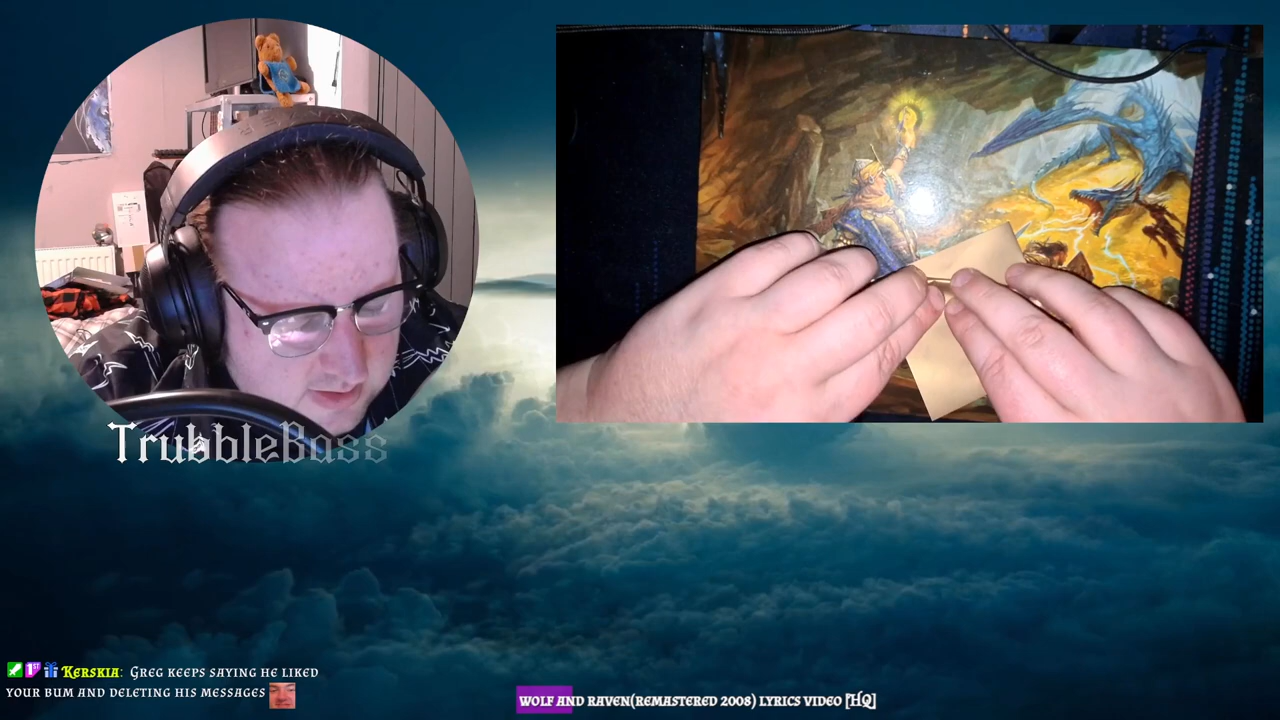 TrubbleBass
Kerskia: Greg keeps saying he liked
your bum and deleting his messages
WOLF AND RAVEN(REMASTERED 2008) LYRICS VIDEO [HQ]